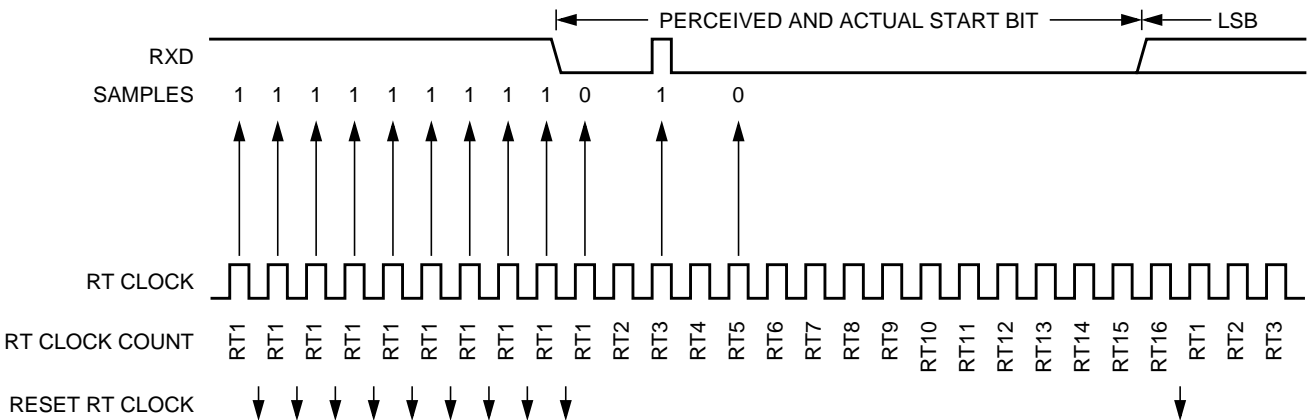 PERCEIVED AND ACTUAL START BIT LSB
RXD
SAMPLES 1 1 1 1 1 1 1 1 1 0 1 0
RT CLOCK
RT CLOCK COUNT RT1 RT1 RT1 RT1 RT1 RT1 RT1 RT1 RT1 RT1 RT2 RT3 RT4 RT5 RT6 RT7 RT8 RT9 RT10 RT11 RT12 RT13 RT14 RT15 RT16 RT1 RT2 RT3
RESET RT CLOCK